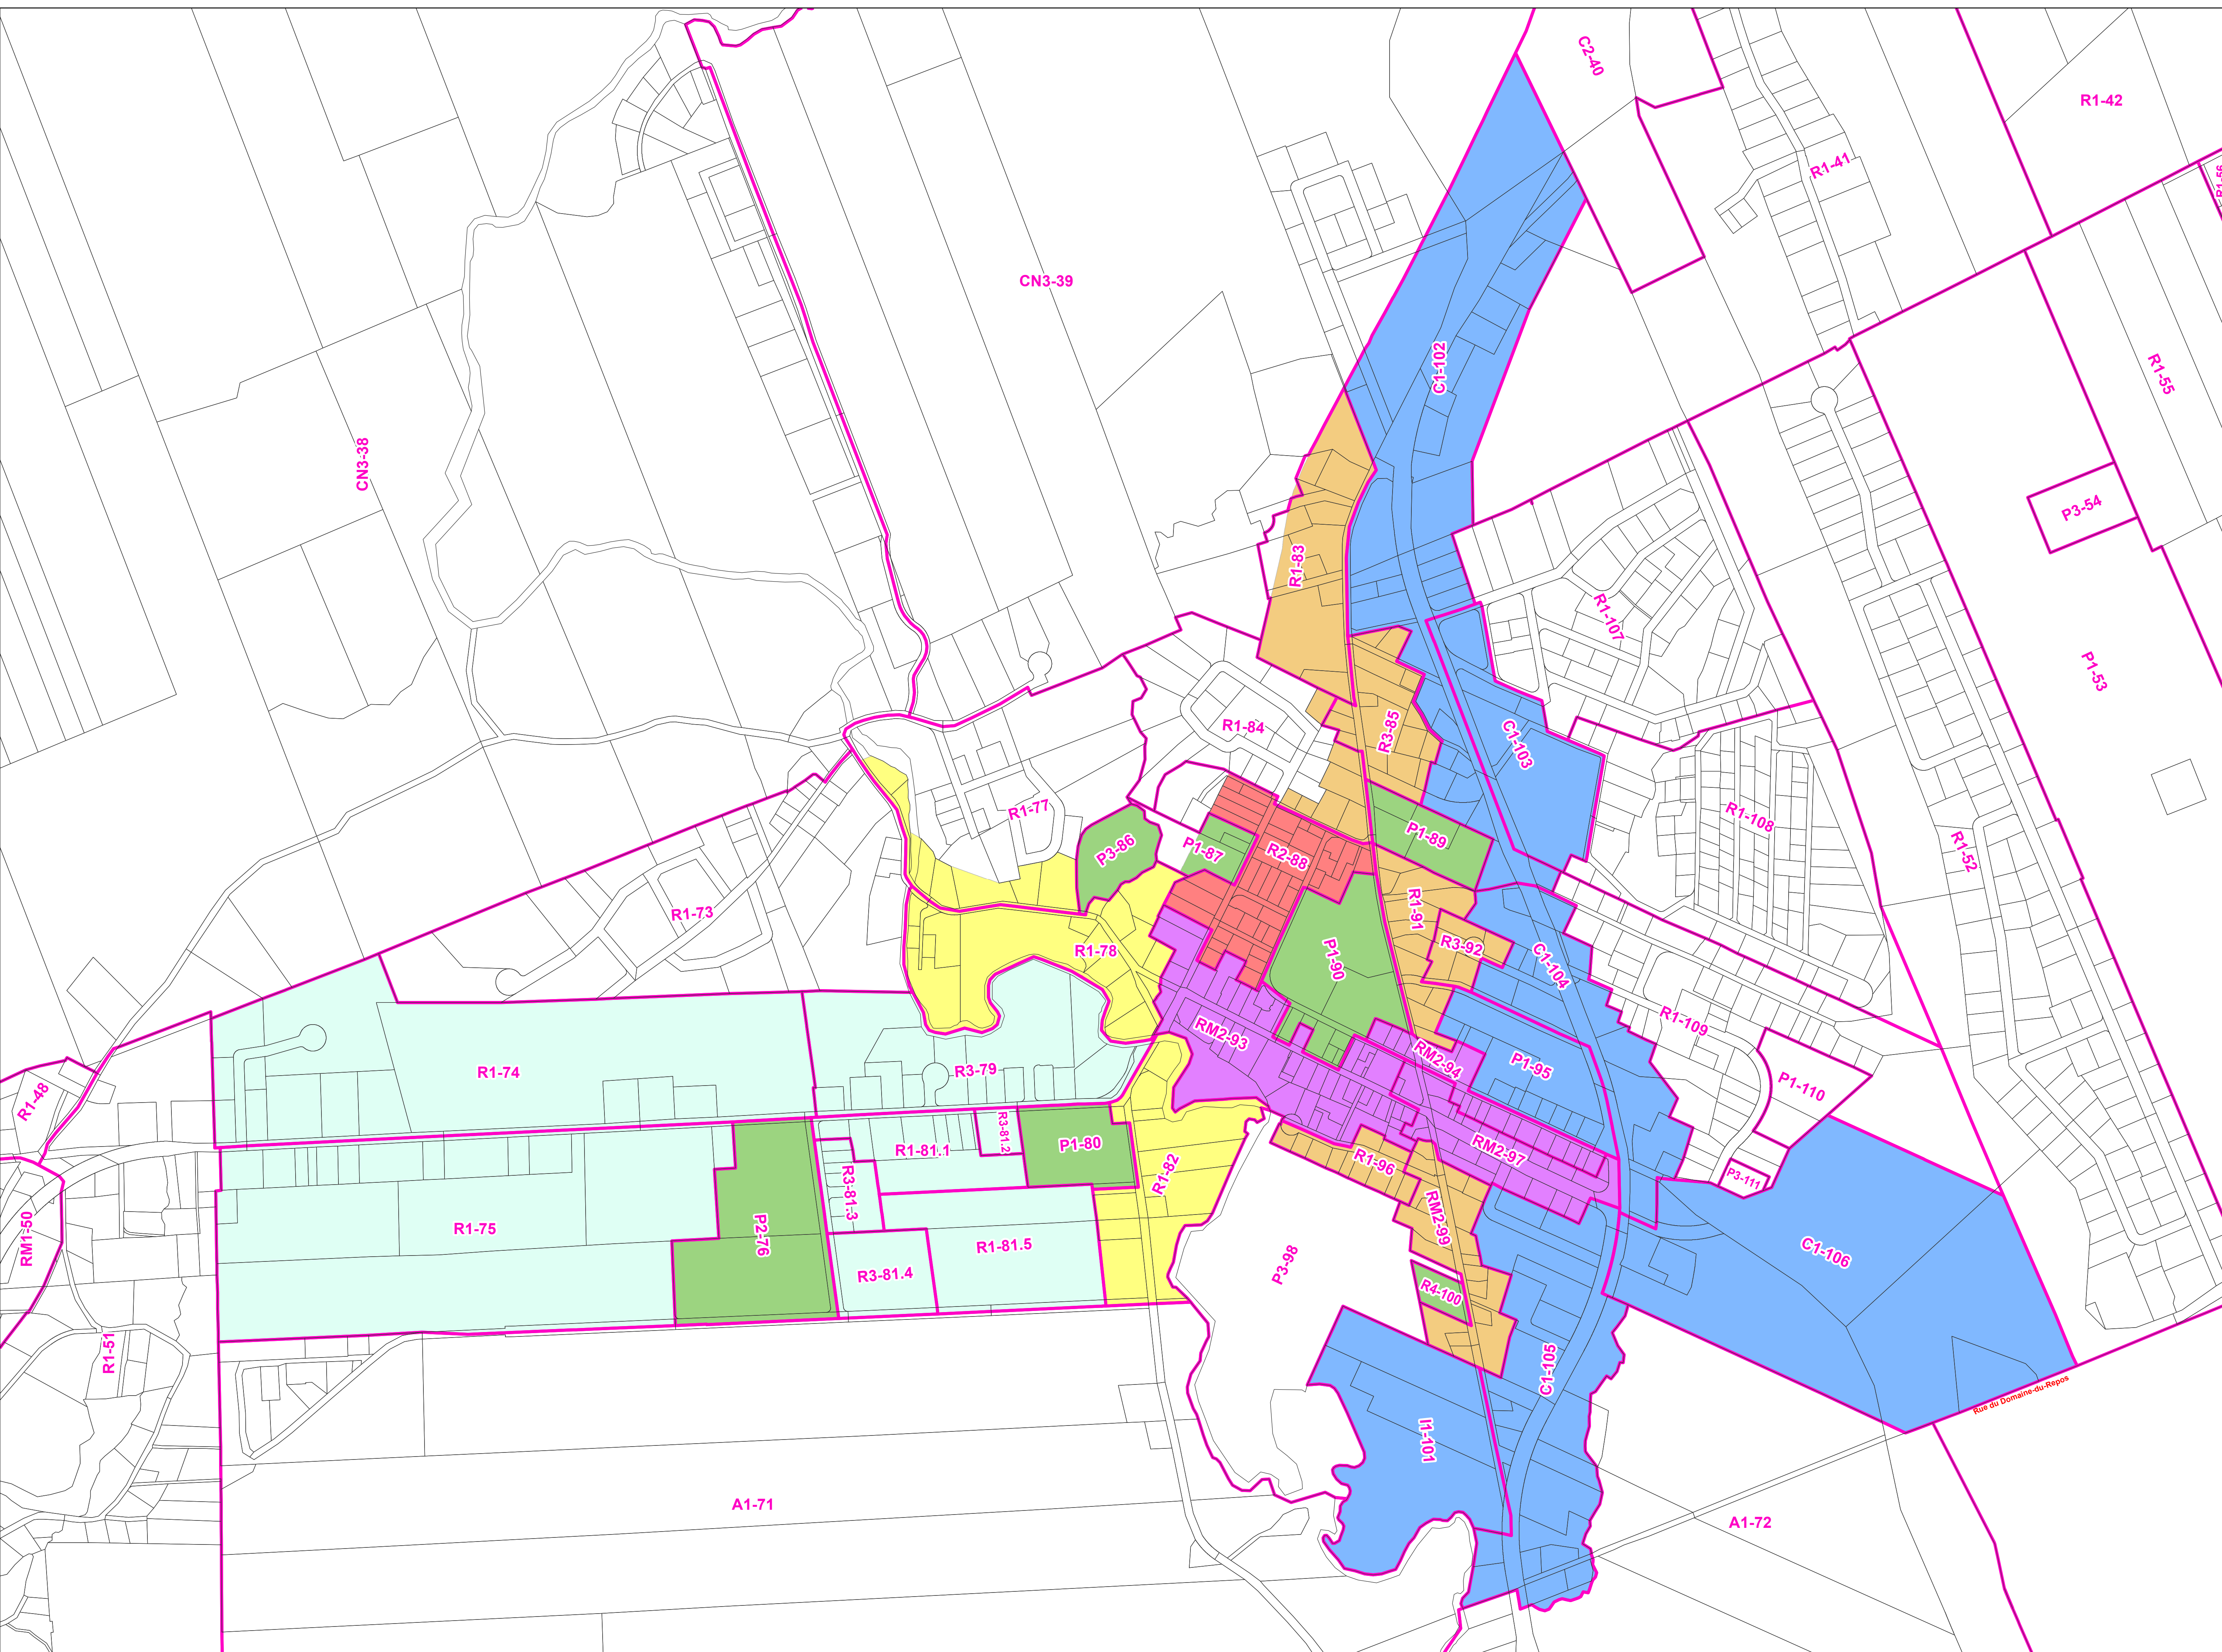 C2-40
R1-42
R1-41
R1-56
CN3-39
C1-102
R1-55
CN3-38
P3-54
R1-83
R1-107
P1-53
R1-84
R3-85
C1-103
R1-77
R1-108
P3-86
P1-87
R2-88
P1-89
R1-52
R1-73
R1-91
R3-92
R1-78
P1-90
C1-104
R1-109
RM2-93
RM2-94
P1-95
R1-74
R3-79
P1-110
R1-48
R3-81.2
P1-80
R1-81.1
R1-82
R1-96
RM2-97
P3-111
R3-81.3
RM2-99
RM1-50
R1-75
P2-76
R1-81.5
P3-98
C1-106
R3-81.4
R4-100
R1-51
C1-105
Rue du Domaine-du-Repos
I1-101
A1-71
A1-72